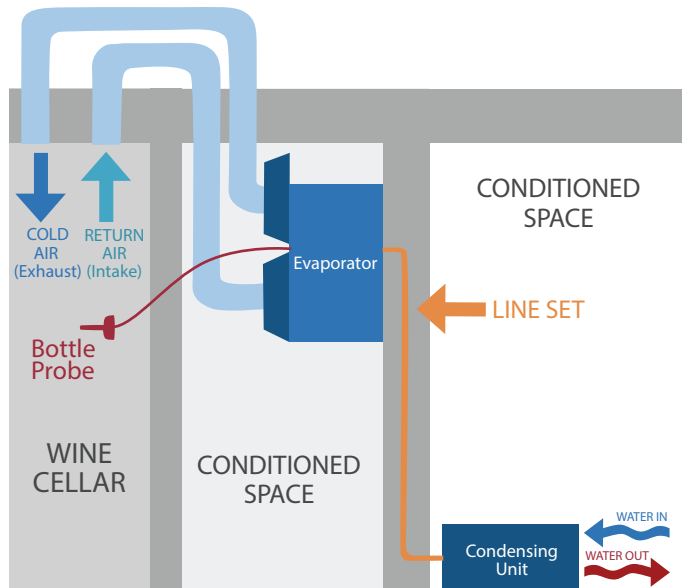 COLD
AIR
(Exhaust)
RETURN
AIR
(Intake)
Evaporator
CONDITIONED
SPACE
LINE SET
Bottle
Probe
WINE
CELLAR
CONDITIONED
SPACE
Condensing
Unit
WATER IN
WATER OUT